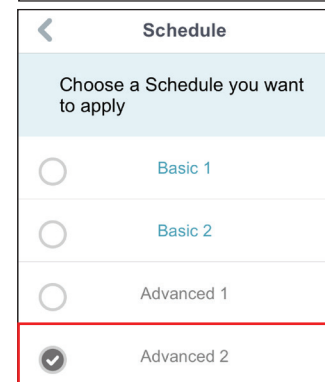 Schedule
Choose a Schedule you want
to apply
Basic 1
Basic 2
Advanced 1
Advanced 2